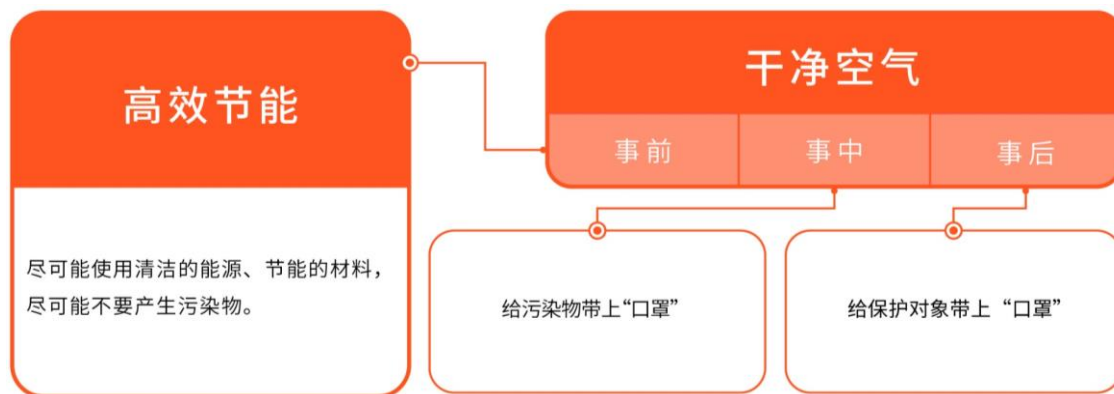 高效节能
尽可能使用清洁的能源、节能的材料，
尽可能不要产生污染物。
干净空气
事前
事中
事后
给污染物带上“口罩”
给保护对象带上“口罩”